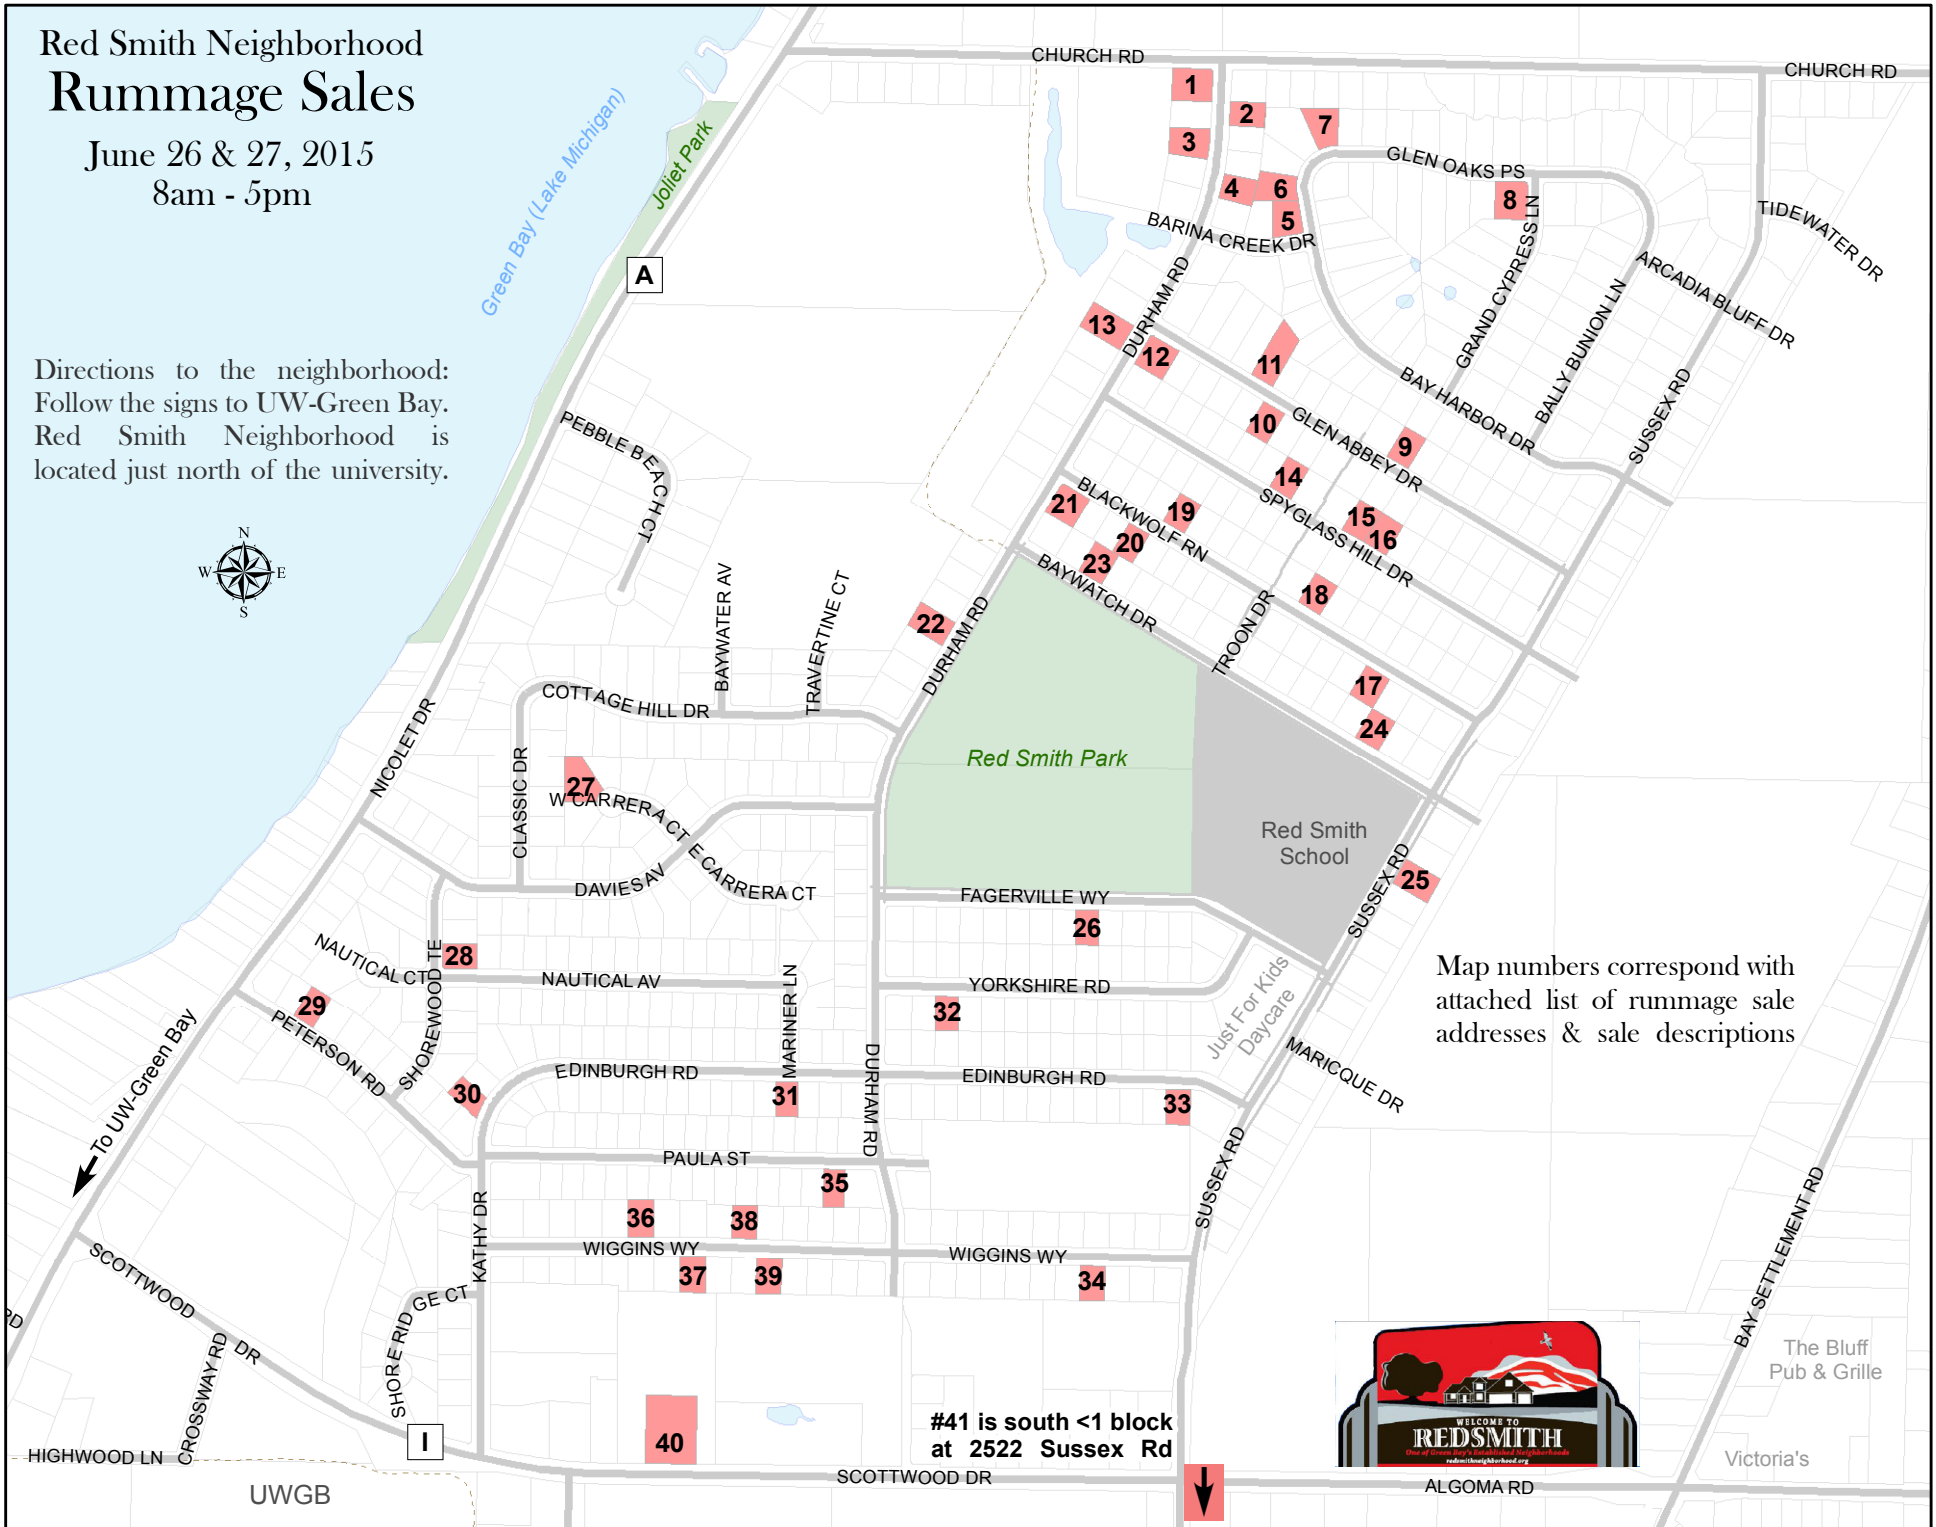 Red Smith Neighborhood
Rummage Sales
June 26 & 27, 2015
8am - 5pm
Directions to the neighborhood:
Follow the signs to UW-Green Bay.
Red Smith Neighborhood is
located just north of the university.
N
W E
S
Green Bay (Lake Michigan)
Joliet Park
A
CHURCH RD
CHURCH RD
1
2
3
7
GLEN OAKS PS
4
6
5
8
BARINA CREEK DR
TIDEWATER DR
ARCADIA BLUFF DR
GRAND CYPRESS LN
BALLY BUNION LN
SUSSEX RD
DURHAM RD
13
12
11
BAY HARBOR DR
10
GLEN ABBEY DR
9
14
SPYGLASS HILL DR
15
16
21
BLACKWOLF RN
19
20
23
BAYWATCH DR
18
TROON DR
PEBBLE BEACH CT
BAYWATER AV
TRAVERTINE CT
22
DURHAM RD
17
24
COTTAGE HILL DR
NICOLET DR
CLASSIC DR
27
W CARRERA CT
E CARRERA CT
DAVIES AV
Red Smith Park
Red Smith
School
SUSSEX RD
25
FAGERVILLE WY
26
28
NAUTICAL CT
NAUTICAL AV
SHOREWOOD TE
MARINER LN
YORKSHIRE RD
32
29
PETERSON RD
Just For Kids
Daycare
Map numbers correspond with
attached list of rummage sale
addresses & sale descriptions
MARICQUE DR
To UW-Green Bay
30
EDINBURGH RD
31
DURHAM RD
EDINBURGH RD
33
PAULA ST
35
SUSSEX RD
36
38
KATHY DR
WIGGINS WY
WIGGINS WY
37
39
34
SCOTTWOOD DR
SHORE RIDGE CT
BAY SETTLEMENT RD
RD
CROSSWAY RD
HIGHWOOD LN
I
40
#41 is south <1 block
at 2522 Sussex Rd
SCOTTWOOD DR
ALGOMA RD
UWGB
The Bluff
Pub & Grille
Victoria's
WELCOME TO
REDSMITH
One of Green Bay's Established Neighborhoods
redsmithneighborhood.org